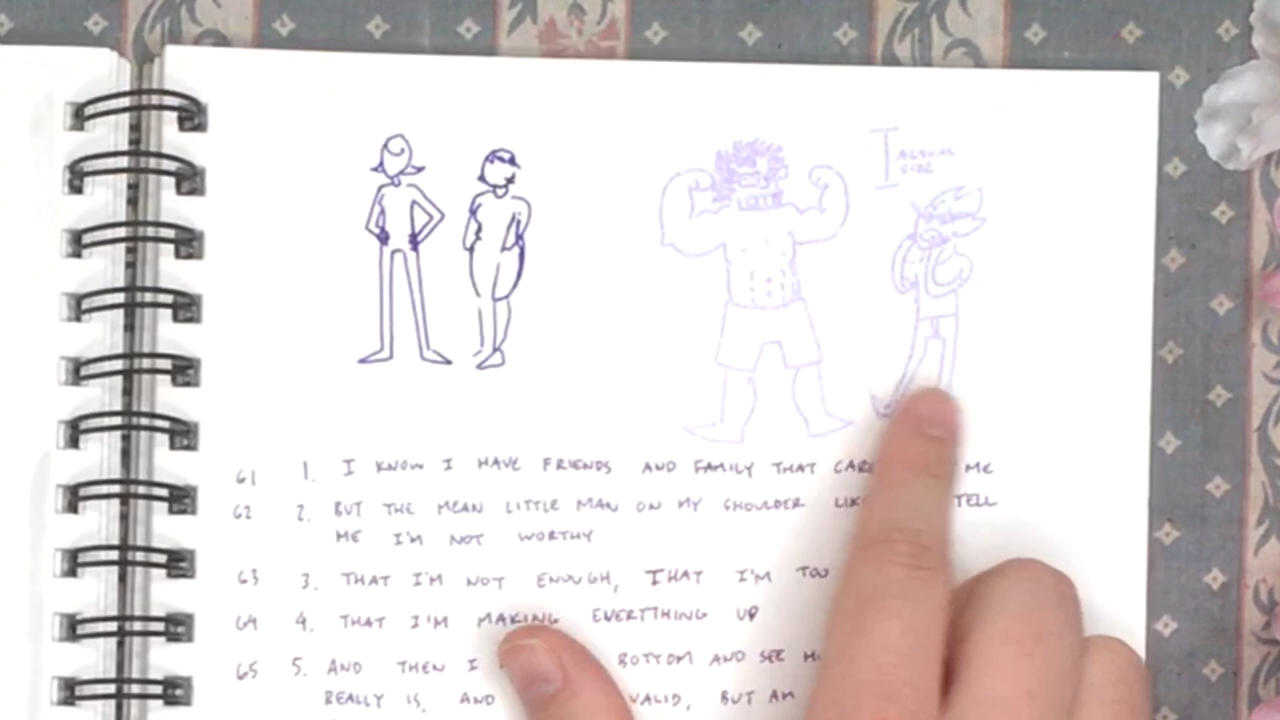 ACTUAL
SIZE
61 1. I KNOW I HAVE FRIENDS AND FAMILY THAT ME
62 2. BUT THE MEAN LITTLE MAN ON MY SHOULDER TELL
ME I'M NOT WORTHY
63 3. THAT I'M NOT ENOUGH, THAT I'M TOO
64 4. THAT I'M MAKING EVERYTHING UP
65 5. AND THEN I BOTTOM AND SEE
REALLY IS, AND VALID, BUT AM